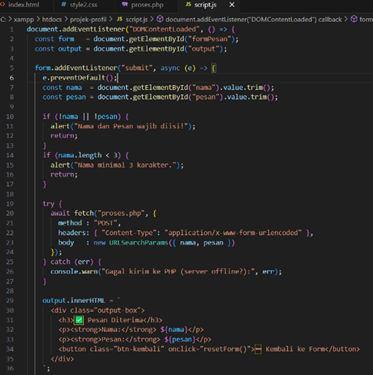 index.html style2.css proses.php script.js
C: > xampp > htdocs > projek-profil > script.js > document.addEventListener("DOMContentLoaded") callback > form.
1 document.addEventListener("DOMContentLoaded", () => {
2 const form = document.getElementById("formPesan");
3 const output = document.getElementById("output");
4
5 form.addEventListener("submit", async (e) => {
6 e.preventDefault();
7 const nama = document.getElementById("nama").value.trim();
8 const pesan = document.getElementById("pesan").value.trim();
9
10 if (!nama || !pesan) {
11 alert("Nama dan Pesan wajib diisi!");
12 return;
13 }
14 if (nama.length < 3) {
15 alert("Nama minimal 3 karakter.");
16 return;
17 }
18
19 try {
20 await fetch("proses.php", {
21 method : "POST",
22 headers: { "Content-Type": "application/x-www-form-urlencoded" },
23 body : new URLSearchParams({ nama, pesan })
24 });
25 } catch (err) {
26 console.warn("Gagal kirim ke PHP (server offline?):", err);
27 }
28
29 output.innerHTML = `
30 <div class="output-box">
31 <h3>✅ Pesan Diterima</h3>
32 <p><strong>Nama:</strong> ${nama}</p>
33 <p><strong>Pesan:</strong> ${pesan}</p>
34 <button class="btn-kembali" onclick="resetForm()"> Kembali ke Form</button>
35 </div>
36 `;